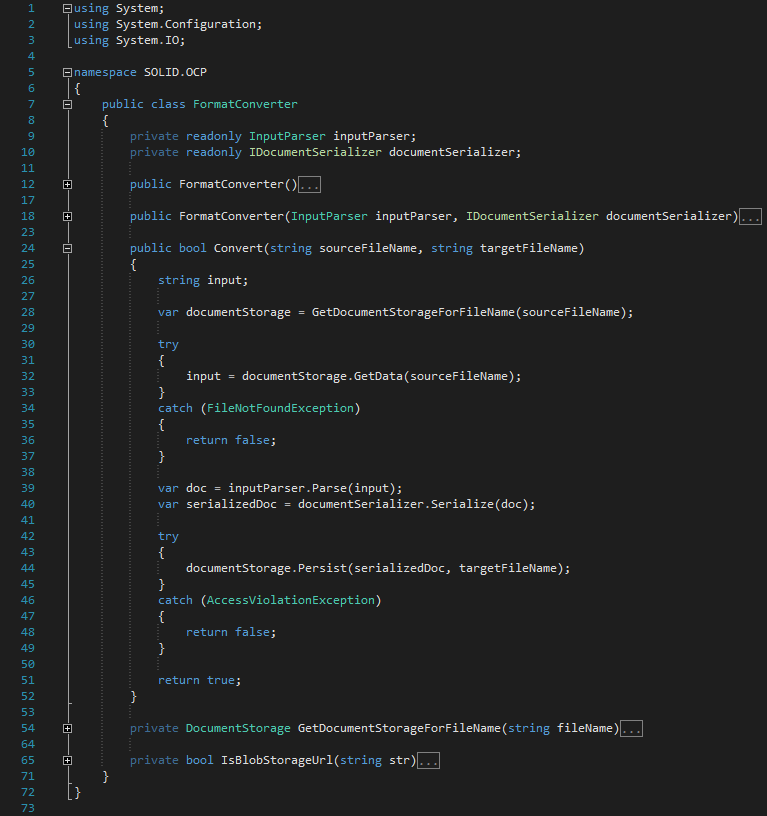 1 using System;
2 using System.Configuration;
3 using System.IO;
4
5 namespace SOLID.OCP
6 {
7 public class FormatConverter
8 {
9 private readonly InputParser inputParser;
10 private readonly IDocumentSerializer documentSerializer;
11
12 public FormatConverter()...
17
18 public FormatConverter(InputParser inputParser, IDocumentSerializer documentSerializer)...
23
24 public bool Convert(string sourceFileName, string targetFileName)
25 {
26 string input;
27
28 var documentStorage = GetDocumentStorageForFileName(sourceFileName);
29
30 try
31 {
32 input = documentStorage.GetData(sourceFileName);
33 }
34 catch (FileNotFoundException)
35 {
36 return false;
37 }
38
39 var doc = inputParser.Parse(input);
40 var serializedDoc = documentSerializer.Serialize(doc);
41
42 try
43 {
44 documentStorage.Persist(serializedDoc, targetFileName);
45 }
46 catch (AccessViolationException)
47 {
48 return false;
49 }
50
51 return true;
52 }
53
54 private DocumentStorage GetDocumentStorageForFileName(string fileName)...
64
65 private bool IsBlobStorageUrl(string str)...
71 }
72 }
73